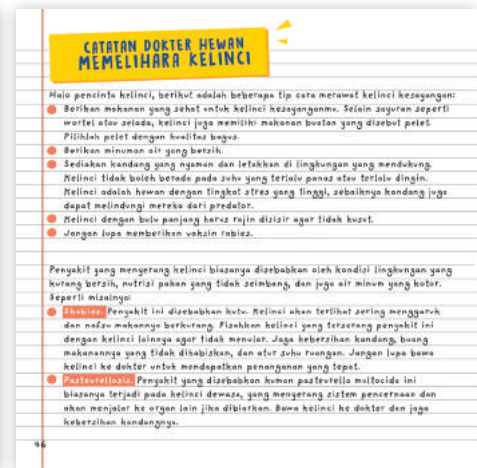 CATATAN DOKTER HEWAN
MEMELIHARA KELINCI
Halo pencinta kelinci, berikut adalah beberapa tip cara merawat kelinci kesayangan:
Berikan makanan yang sehat untuk kelinci kesayanganmu. Selain sayuran seperti
wortel atau selada, kelinci juga memiliki makanan buatan yang disebut pelet.
Pilihlah pelet dengan kualitas bagus.
Berikan minuman air yang bersih.
Sediakan kandang yang nyaman dan letakkan di lingkungan yang mendukung.
Kelinci tidak boleh berada pada suhu yang terlalu panas atau terlalu dingin.
Kelinci adalah hewan dengan tingkat stres yang tinggi, sebaiknya kandang juga
dapat melindungi mereka dari predator.
Kelinci dengan bulu panjang harus rajin disisir agar tidak kusut.
Jangan lupa memberikan vaksin rabies.
Penyakit yang menyerang kelinci biasanya disebabkan oleh kondisi lingkungan yang
kurang bersih, nutrisi pakan yang tidak seimbang, dan juga air minum yang kotor.
Seperti misalnya:
Skabies. Penyakit ini disebabkan kutu. Kelinci akan terlihat sering menggaruk
dan nafsu makannya berkurang. Pisahkan kelinci yang terserang penyakit ini
dengan kelinci lainnya agar tidak menular. Jaga kebersihan kandang, buang
makanannya yang tidak dihabiskan, dan atur suhu ruangan. Jangan lupa bawa
kelinci ke dokter untuk mendapatkan penanganan yang tepat.
Pasteurellosis. Penyakit yang disebabkan kuman pasteurella multocida ini
biasanya terjadi pada kelinci dewasa, yang menyerang sistem pencernaan dan
akan menjalar ke organ lain jika dibiarkan. Bawa kelinci ke dokter dan jaga
kebersihan kandangnya.
46